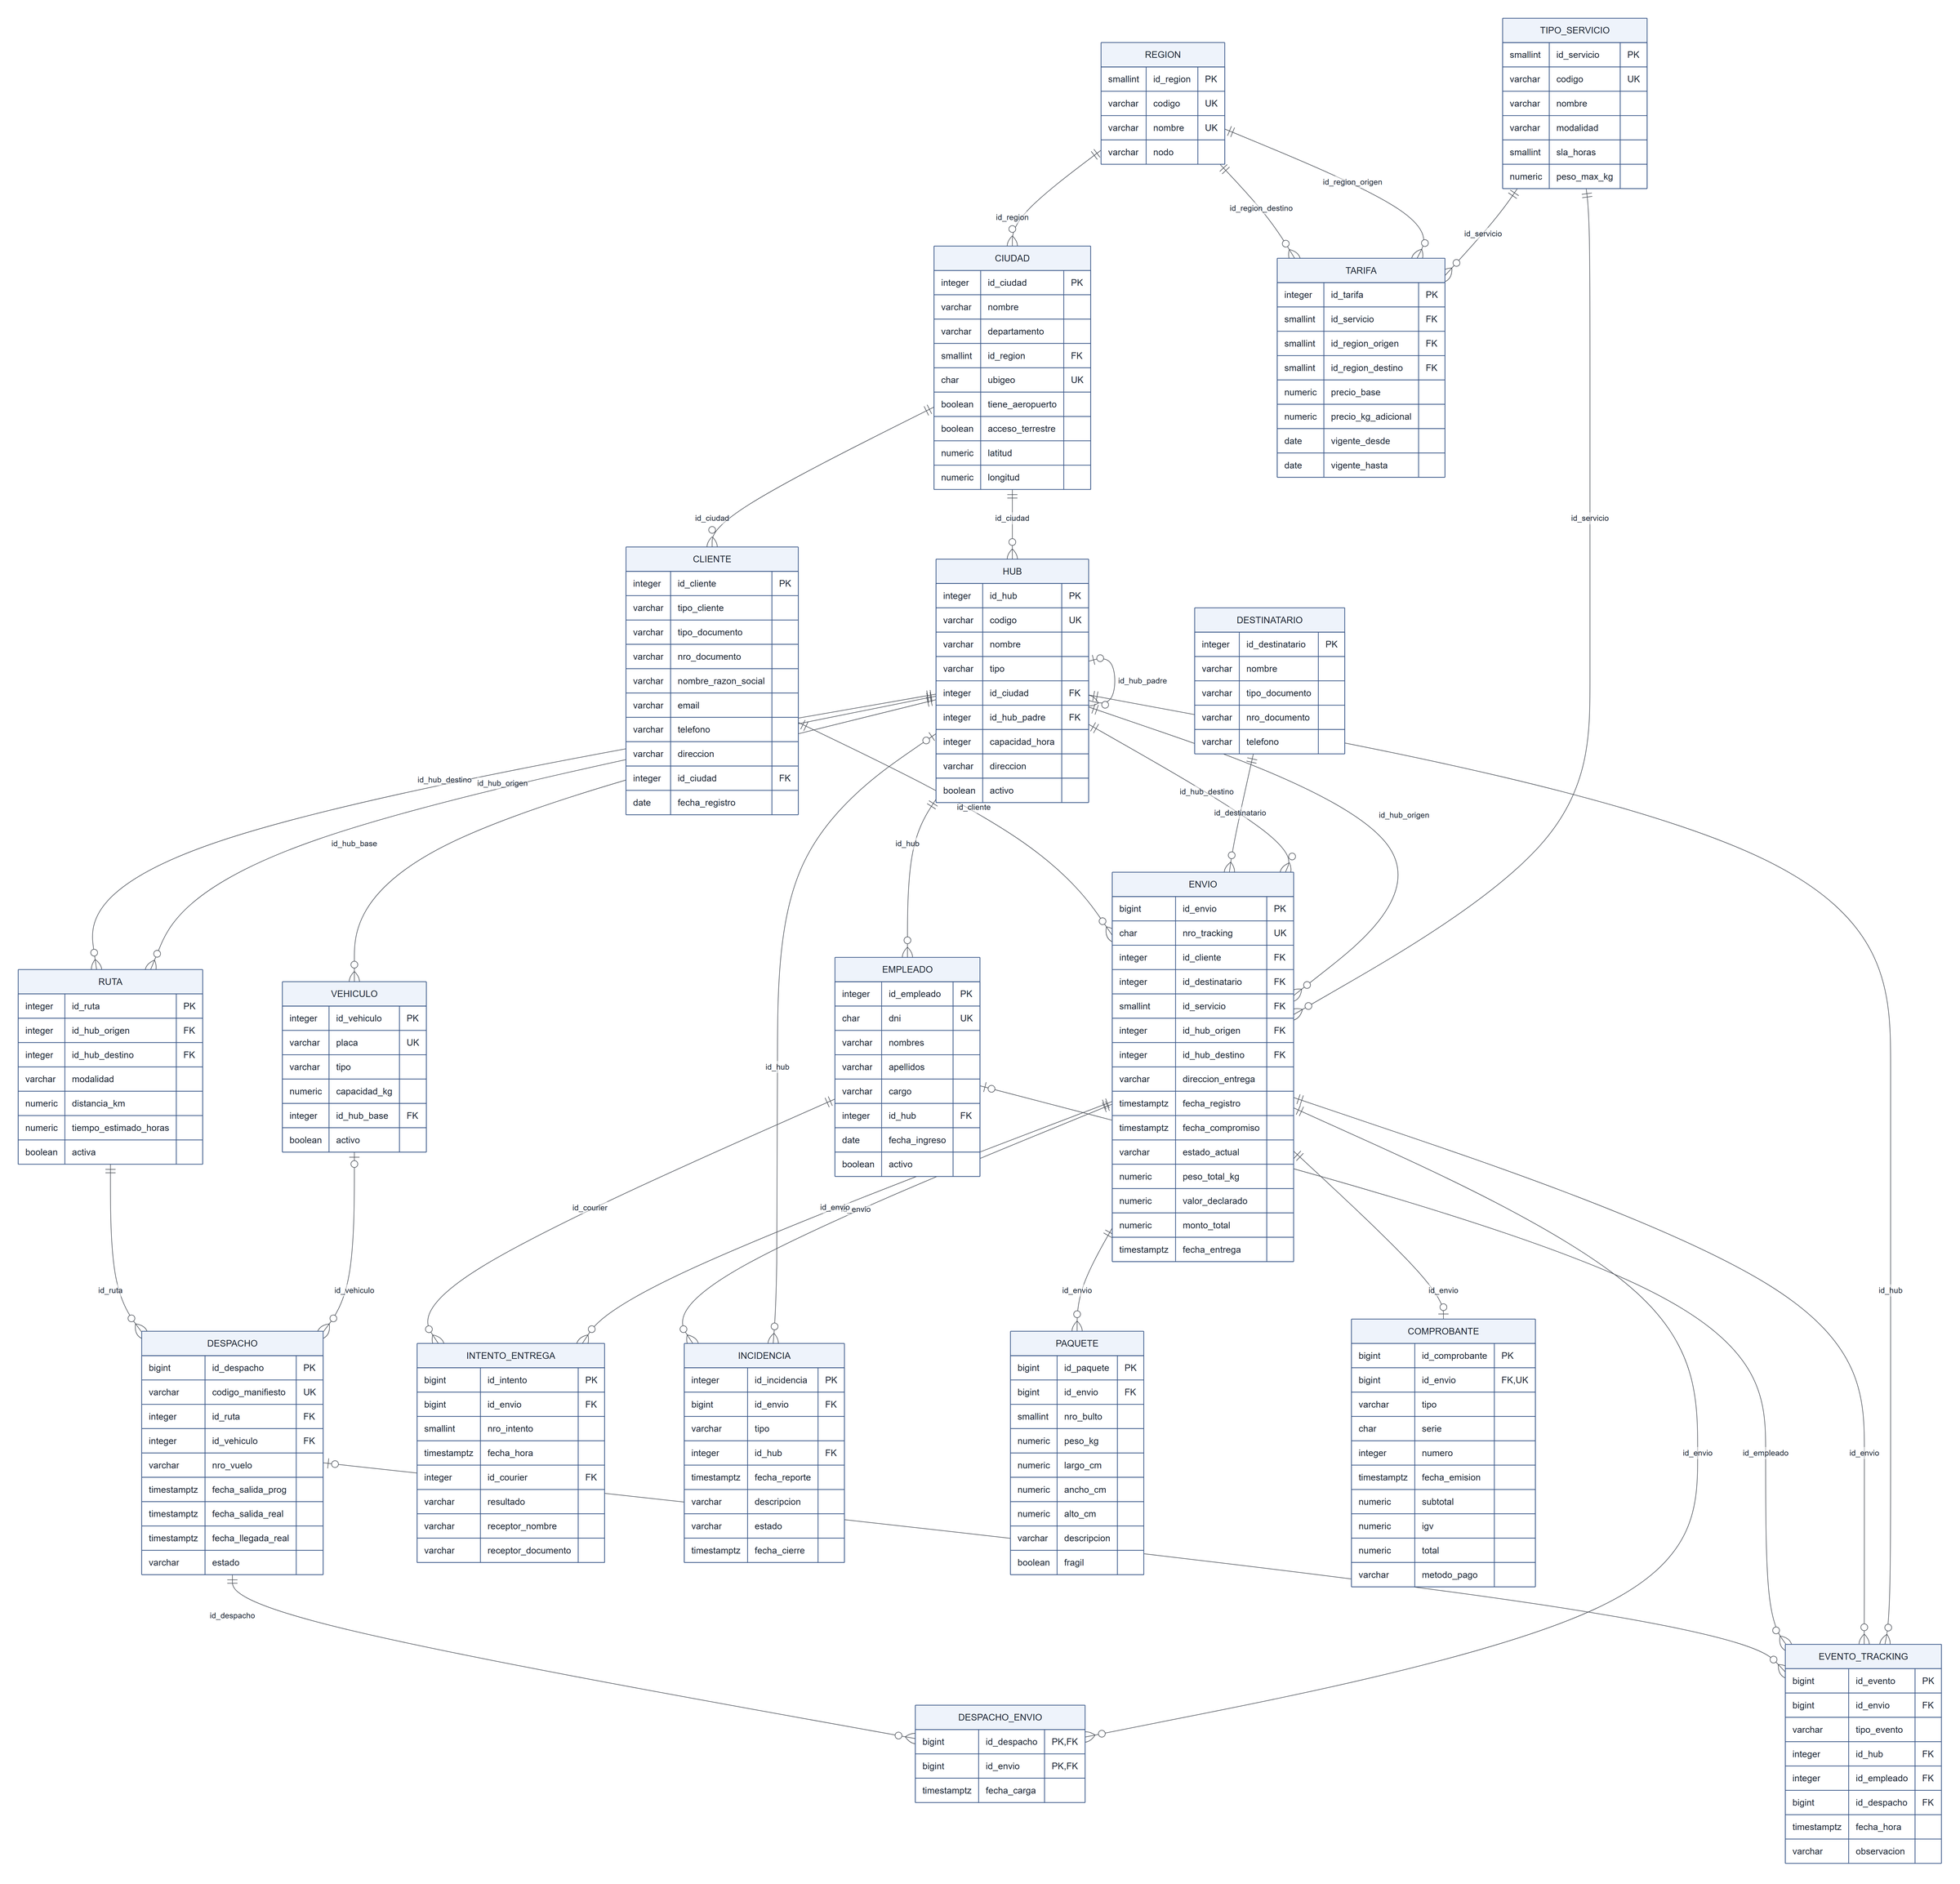 TIPO_SERVICIO
smallint id_servicio PK
varchar codigo UK
varchar nombre
varchar modalidad
smallint sla_horas
numeric peso_max_kg
REGION
smallint id_region PK
varchar codigo UK
varchar nombre UK
varchar nodo
id_region_origen
id_region_destino
id_region
id_servicio
CIUDAD
integer id_ciudad PK
varchar nombre
varchar departamento
smallint id_region FK
char ubigeo UK
boolean tiene_aeropuerto
boolean acceso_terrestre
numeric latitud
numeric longitud
TARIFA
integer id_tarifa PK
smallint id_servicio FK
smallint id_region_origen FK
smallint id_region_destino FK
numeric precio_base
numeric precio_kg_adicional
date vigente_desde
date vigente_hasta
id_ciudad
id_ciudad
id_servicio
CLIENTE
integer id_cliente PK
varchar tipo_cliente
varchar tipo_documento
varchar nro_documento
varchar nombre_razon_social
varchar email
varchar telefono
varchar direccion
integer id_ciudad FK
date fecha_registro
HUB
integer id_hub PK
varchar codigo UK
varchar nombre
varchar tipo
integer id_ciudad FK
integer id_hub_padre FK
integer capacidad_hora
varchar direccion
boolean activo
id_hub_padre
DESTINATARIO
integer id_destinatario PK
varchar nombre
varchar tipo_documento
varchar nro_documento
varchar telefono
id_hub_destino
id_hub_origen
id_hub_base
id_hub
id_cliente
id_hub_destino
id_destinatario
id_hub_origen
RUTA
integer id_ruta PK
integer id_hub_origen FK
integer id_hub_destino FK
varchar modalidad
numeric distancia_km
numeric tiempo_estimado_horas
boolean activa
VEHICULO
integer id_vehiculo PK
varchar placa UK
varchar tipo
numeric capacidad_kg
integer id_hub_base FK
boolean activo
id_hub
EMPLEADO
integer id_empleado PK
char dni UK
varchar nombres
varchar apellidos
varchar cargo
integer id_hub FK
date fecha_ingreso
boolean activo
ENVIO
bigint id_envio PK
char nro_tracking UK
integer id_cliente FK
integer id_destinatario FK
smallint id_servicio FK
integer id_hub_origen FK
integer id_hub_destino FK
varchar direccion_entrega
timestamptz fecha_registro
timestamptz fecha_compromiso
varchar estado_actual
numeric peso_total_kg
numeric valor_declarado
numeric monto_total
timestamptz fecha_entrega
id_courier
id_envio
id_envio
id_ruta
id_vehiculo
id_envio
id_envio
id_hub
id_envio
id_empleado
id_envio
DESPACHO
bigint id_despacho PK
varchar codigo_manifiesto UK
integer id_ruta FK
integer id_vehiculo FK
varchar nro_vuelo
timestamptz fecha_salida_prog
timestamptz fecha_salida_real
timestamptz fecha_llegada_real
varchar estado
INTENTO_ENTREGA
bigint id_intento PK
bigint id_envio FK
smallint nro_intento
timestamptz fecha_hora
integer id_courier FK
varchar resultado
varchar receptor_nombre
varchar receptor_documento
INCIDENCIA
integer id_incidencia PK
bigint id_envio FK
varchar tipo
integer id_hub FK
timestamptz fecha_reporte
varchar descripcion
varchar estado
timestamptz fecha_cierre
PAQUETE
bigint id_paquete PK
bigint id_envio FK
smallint nro_bulto
numeric peso_kg
numeric largo_cm
numeric ancho_cm
numeric alto_cm
varchar descripcion
boolean fragil
COMPROBANTE
bigint id_comprobante PK
bigint id_envio FK,UK
varchar tipo
char serie
integer numero
timestamptz fecha_emision
numeric subtotal
numeric igv
numeric total
varchar metodo_pago
id_despacho
DESPACHO_ENVIO
bigint id_despacho PK,FK
bigint id_envio PK,FK
timestamptz fecha_carga
EVENTO_TRACKING
bigint id_evento PK
bigint id_envio FK
varchar tipo_evento
integer id_hub FK
integer id_empleado FK
bigint id_despacho FK
timestamptz fecha_hora
varchar observacion